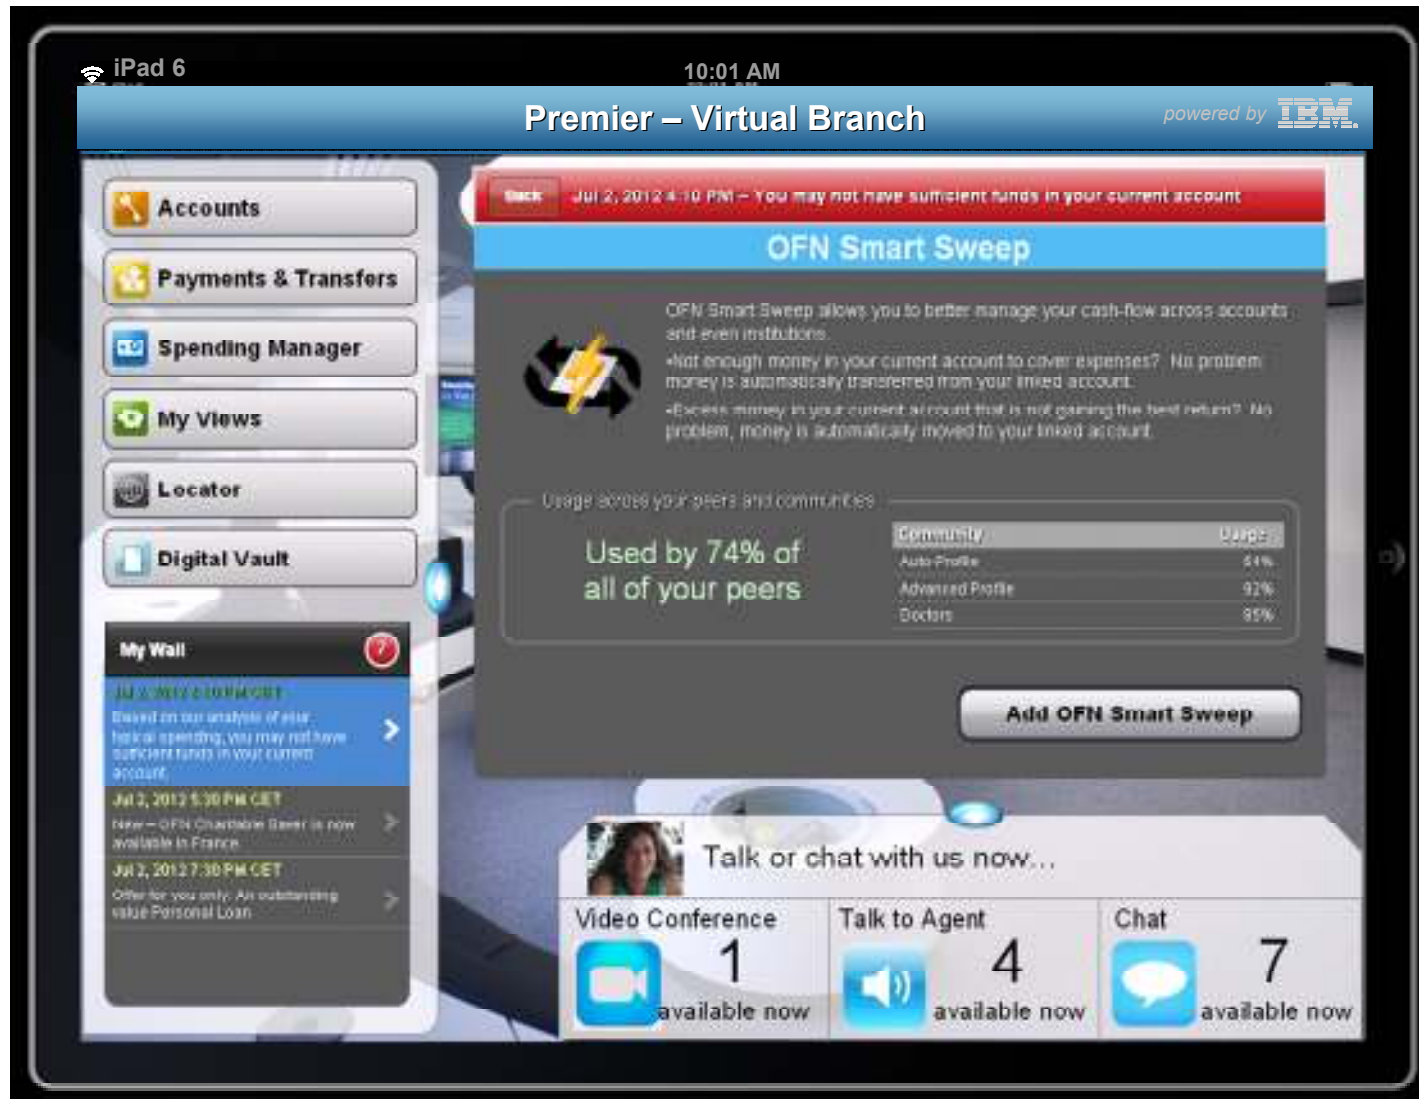 iPad 6
10:01 AM
Premier – Virtual Branch
powered by IBM.
Accounts
Payments & Transfers
Spending Manager
My Views
Locator
Digital Vault
My Wall
7
Jul 2, 2012 4:10 PM CET
Based on our analysis of your
typical spending, you may not have
sufficient funds in your current
account.
Jul 2, 2012 5:30 PM CET
New – OFN Charitable Saver is now
available in France.
Jul 2, 2012 7:30 PM CET
Offer for you only: An outstanding
value Personal Loan
Back
Jul 2, 2012 4:10 PM – You may not have sufficient funds in your current account
OFN Smart Sweep
OFN Smart Sweep allows you to better manage your cash-flow across accounts
and even institutions.
•Not enough money in your current account to cover expenses? No problem
money is automatically transferred from your linked account.
•Excess money in your current account that is not gaining the best return? No
problem, money is automatically moved to your linked account.
Usage across your peers and communities
Used by 74% of
all of your peers
Community Usage
Auto-Profile 64%
Advanced Profile 92%
Doctors 85%
Add OFN Smart Sweep
Talk or chat with us now...
Video Conference
1
available now
Talk to Agent
4
available now
Chat
7
available now